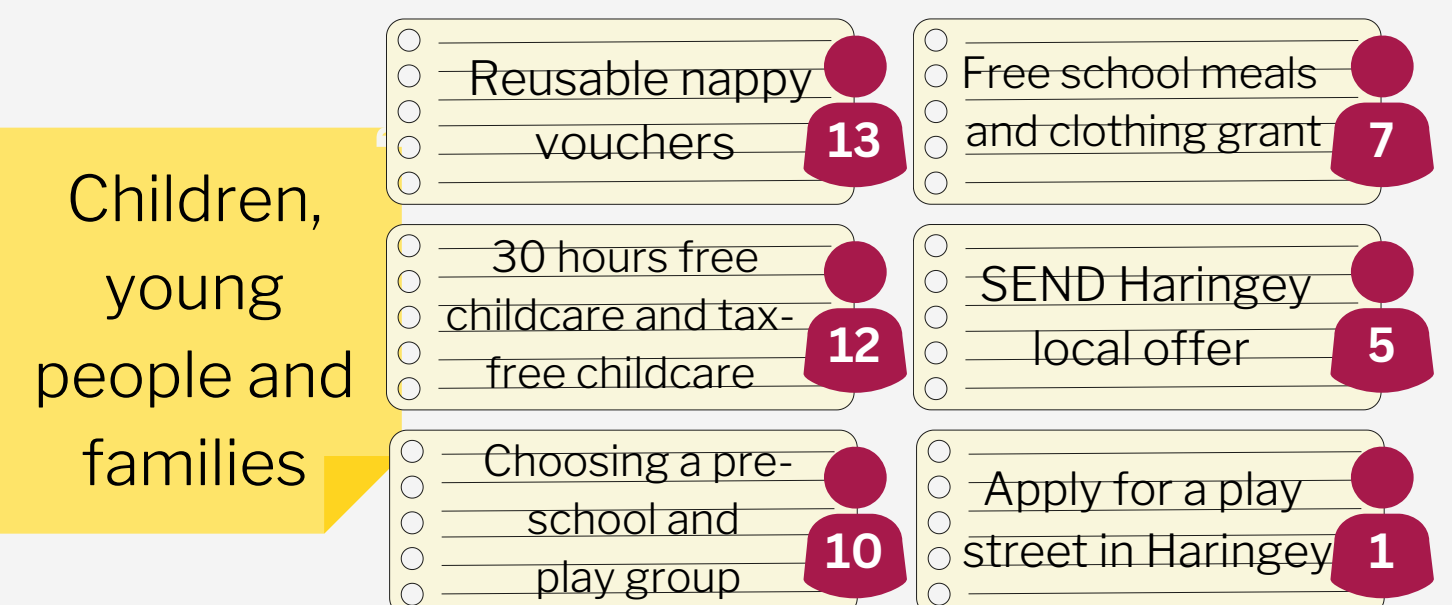 Children,
young
people and
families
Reusable nappy
vouchers
13
Free school meals
and clothing grant
7
30 hours free
childcare and tax-
free childcare
12
SEND Haringey
local offer
5
Choosing a pre-
school and
play group
10
Apply for a play
street in Haringey
1